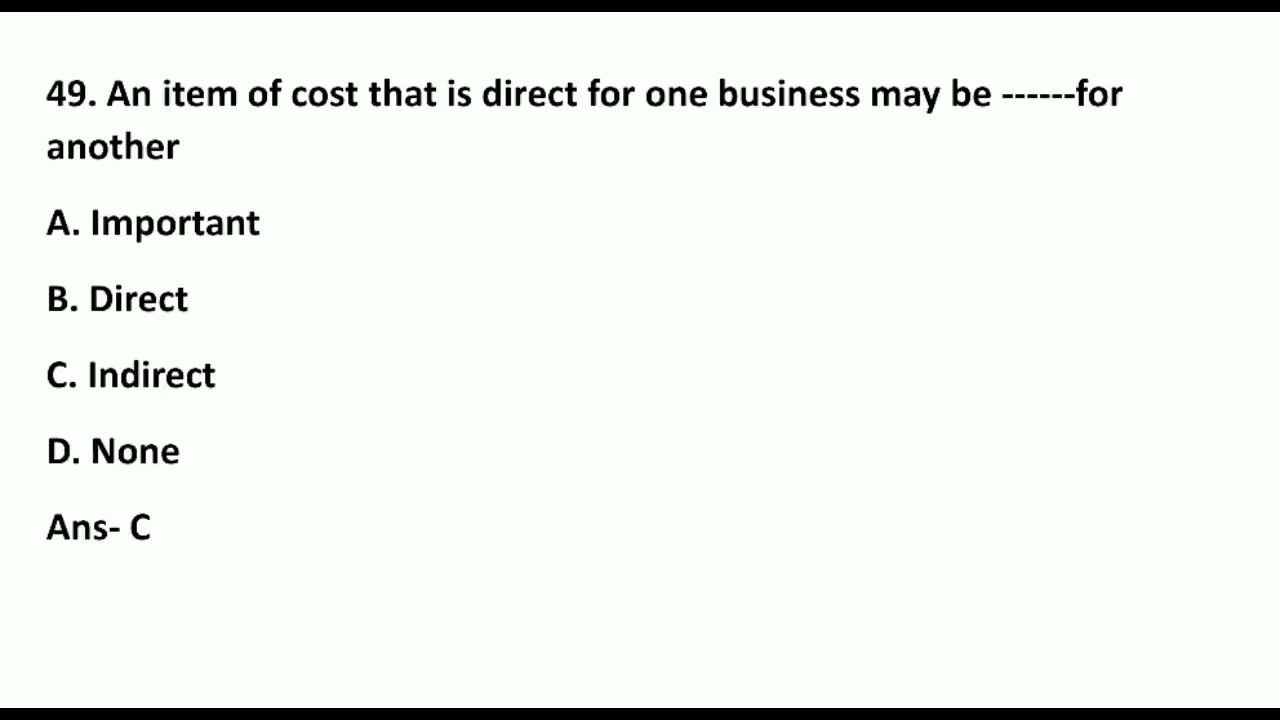 49. An item of cost that is direct for one business may be ------for
another
A. Important
B. Direct
C. Indirect
D. None
Ans- C